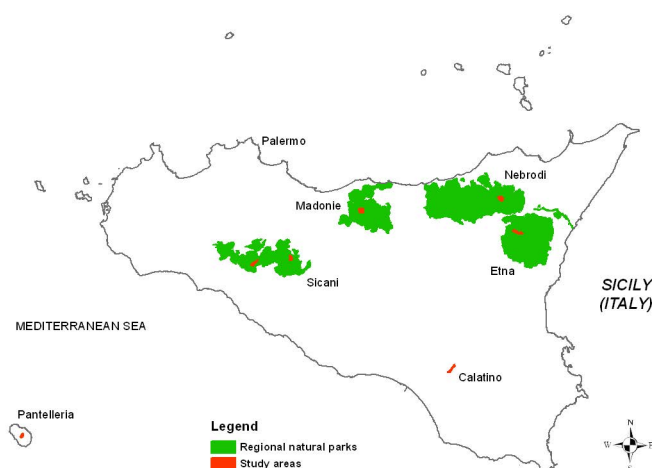 Palermo
Nebrodi
Madonie
Etna
Sicani
SICILY
(ITALY)
MEDITERRANEAN SEA
Calatino
Pantelleria
Legend
Regional natural parks
Study areas
N
W
E
S